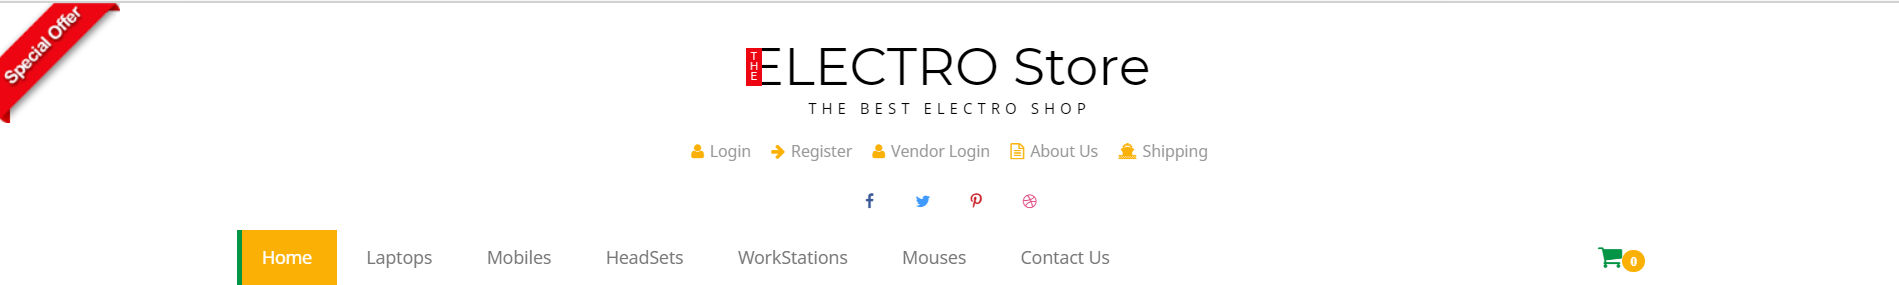 Special Offer
THE ELECTRO Store
THE BEST ELECTRO SHOP
Login Register Vendor Login About Us Shipping
Home Laptops Mobiles HeadSets WorkStations Mouses Contact Us 0